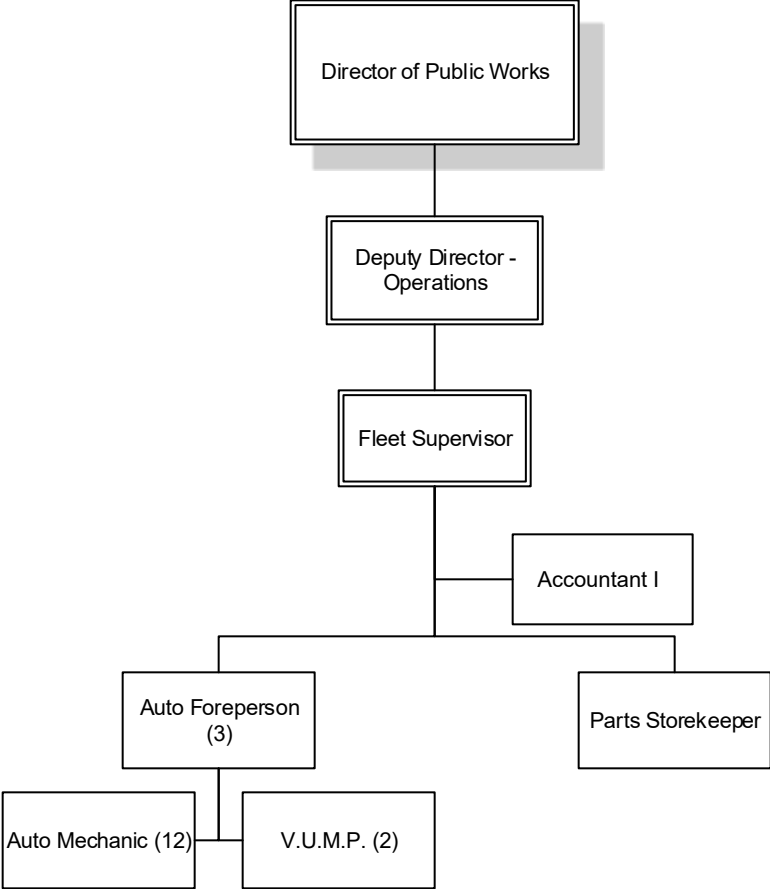 Director of Public Works
Deputy Director -
Operations
Fleet Supervisor
Accountant I
Auto Foreperson
(3)
Parts Storekeeper
Auto Mechanic (12)
V.U.M.P. (2)